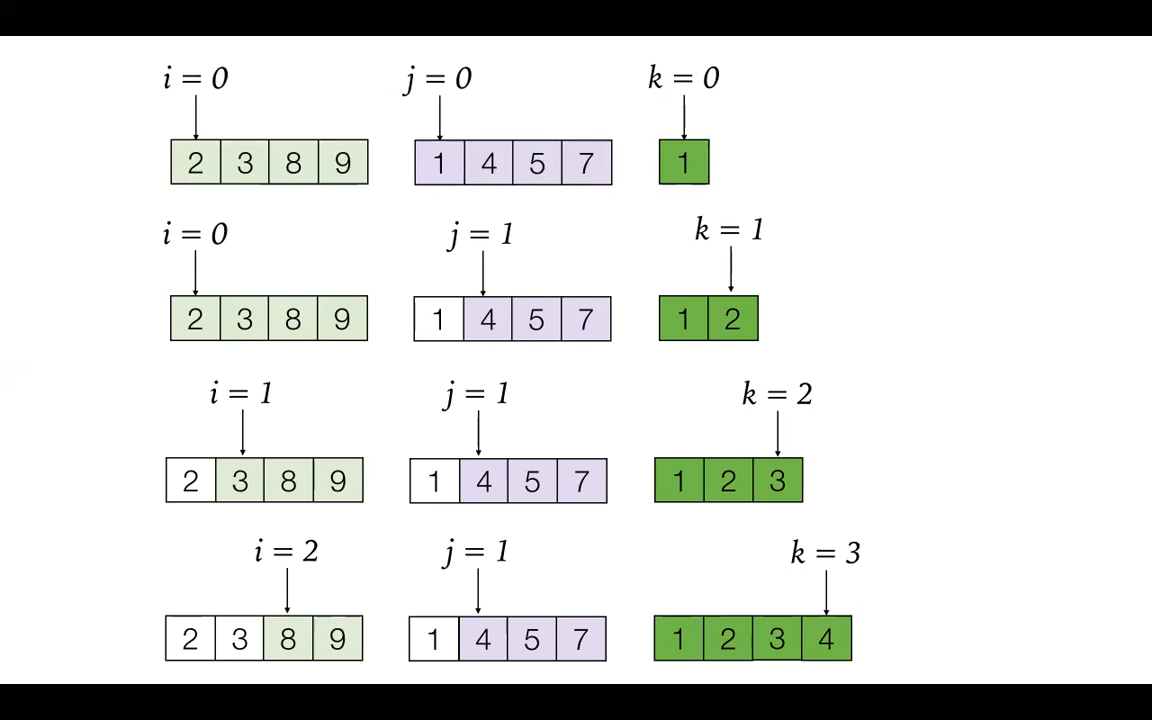 i = 0 j = 0 k = 0
2 3 8 9 1 4 5 7 1
i = 0 j = 1 k = 1
2 3 8 9 1 4 5 7 1 2
i = 1 j = 1 k = 2
2 3 8 9 1 4 5 7 1 2 3
i = 2 j = 1 k = 3
2 3 8 9 1 4 5 7 1 2 3 4